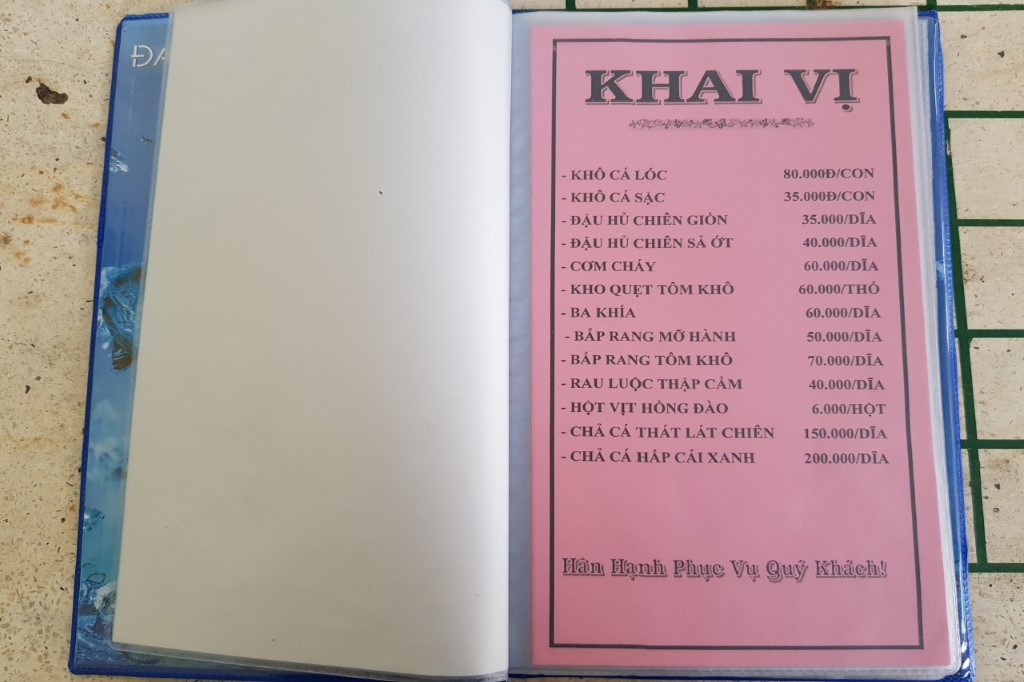 ĐA
KHAI VỊ
- KHÔ CÁ LÓC 80.000Đ/CON
- KHÔ CÁ SẶC 35.000Đ/CON
- ĐẬU HỦ CHIÊN GIÒN 35.000/DĨA
- ĐẬU HỦ CHIÊN SẢ ỚT 40.000/DĨA
- CƠM CHÁY 60.000/DĨA
- KHO QUẸT TÔM KHÔ 60.000/THỐ
- BA KHÍA 60.000/DĨA
- BẮP RANG MỠ HÀNH 50.000/DĨA
- BẮP RANG TÔM KHÔ 70.000/DĨA
- RAU LUỘC THẬP CẢM 40.000/DĨA
- HỘT VỊT HỒNG ĐÀO 6.000/HỘT
- CHẢ CÁ THÁT LÁT CHIÊN 150.000/DĨA
- CHẢ CÁ HẤP CẢI XANH 200.000/DĨA
Hân Hạnh Phục Vụ Quý Khách!